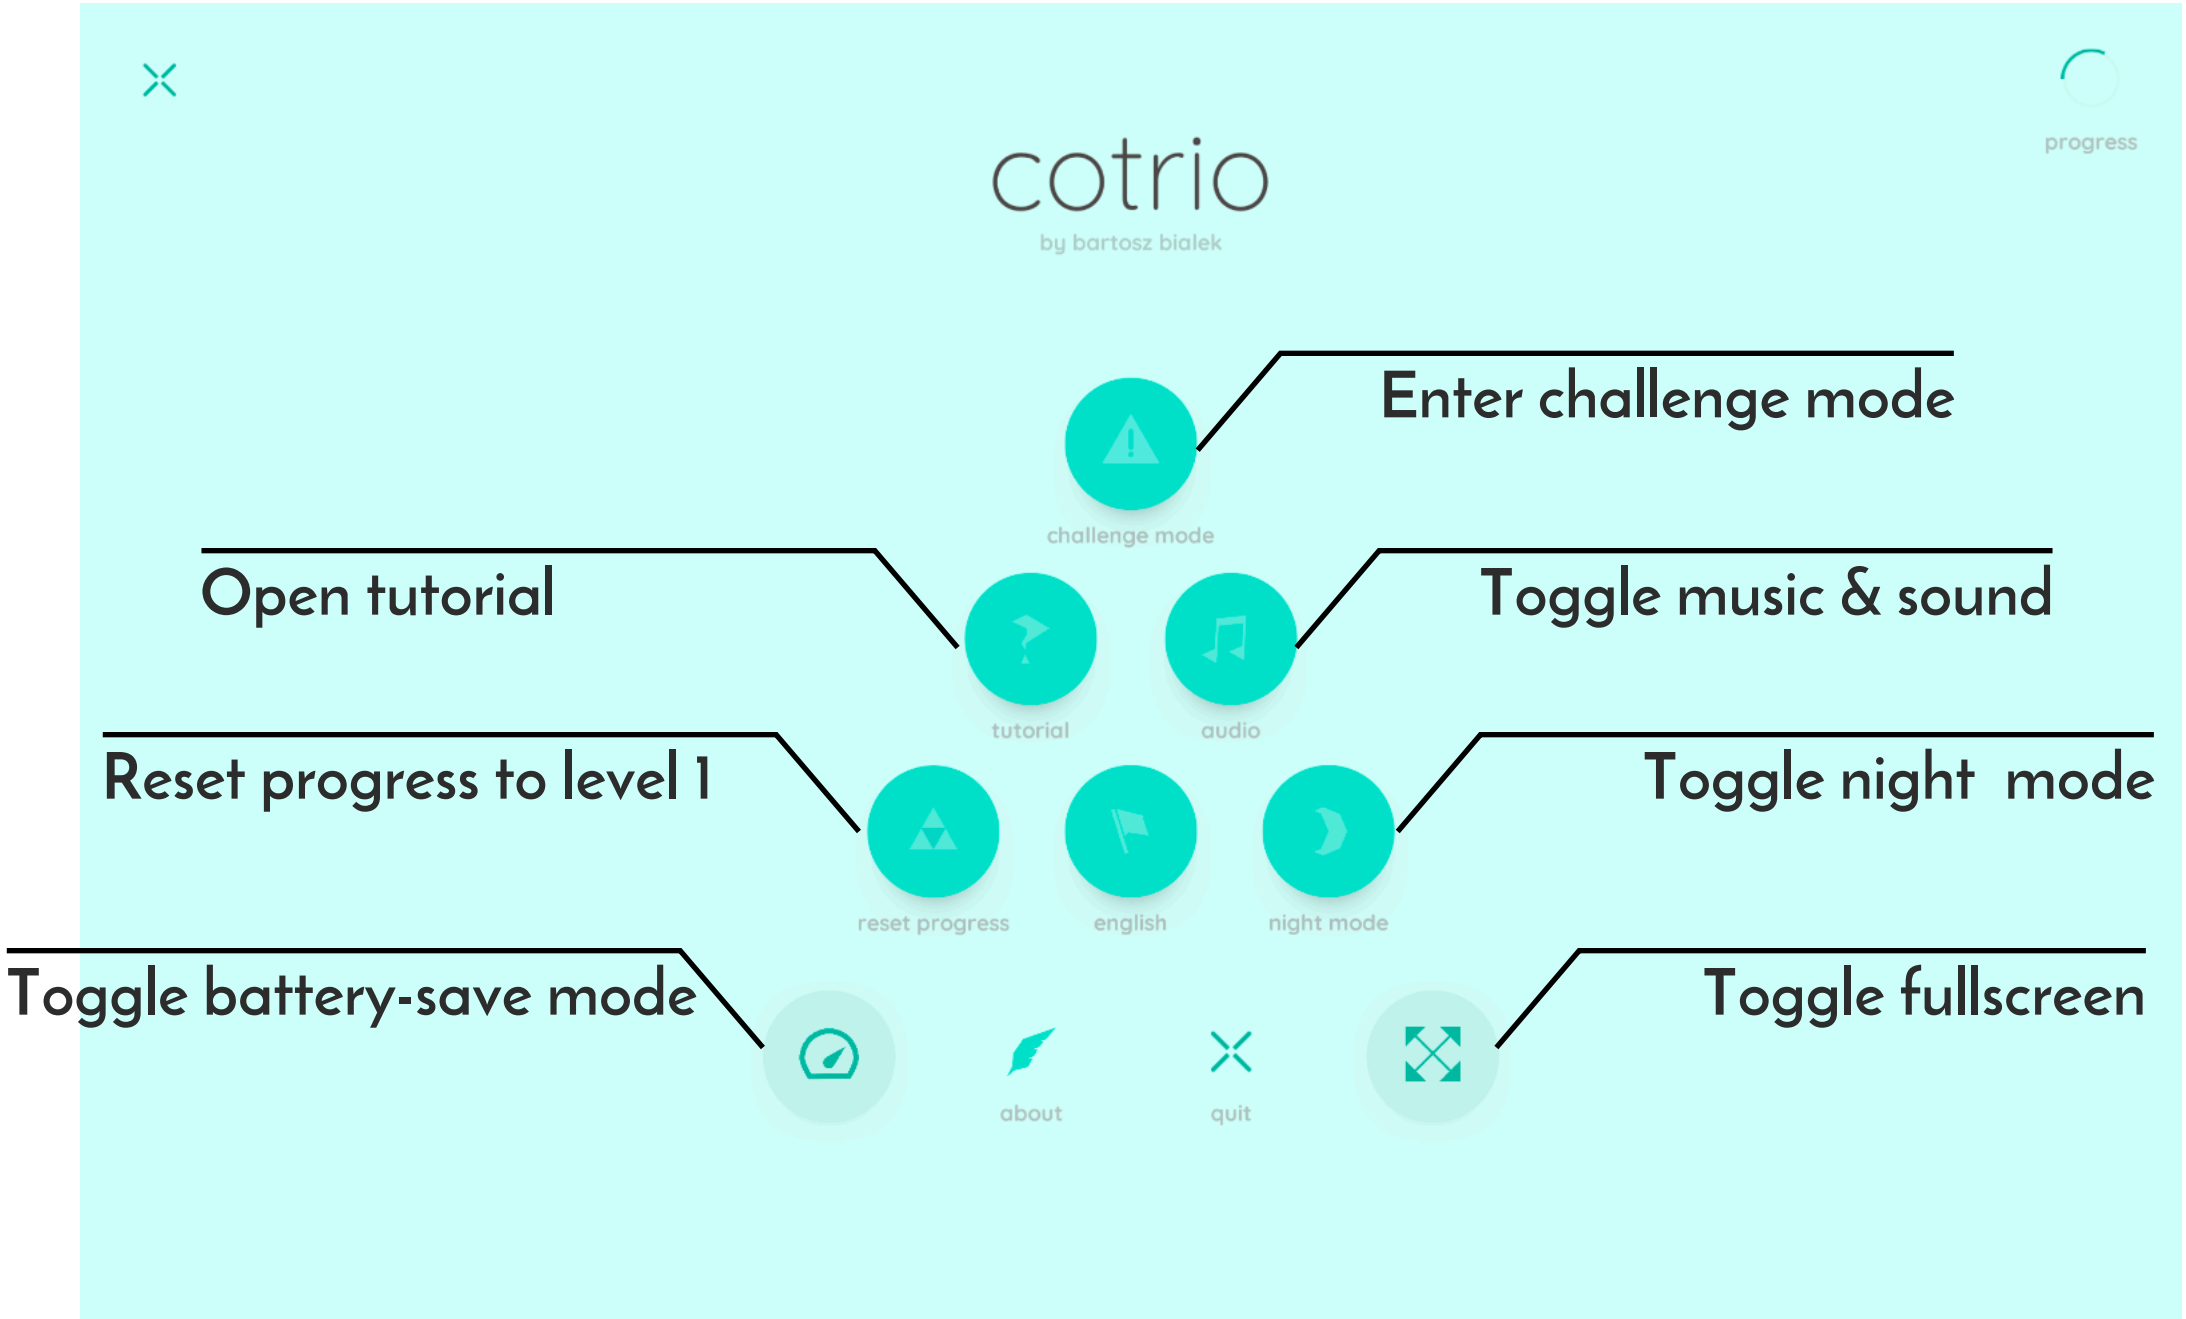 progress
cotrio
by bartosz bialek
Enter challenge mode
challenge mode
Open tutorial
Toggle music & sound
tutorial
audio
Reset progress to level 1
Toggle night  mode
reset progress
english
night mode
Toggle battery-save mode
Toggle fullscreen
about
quit